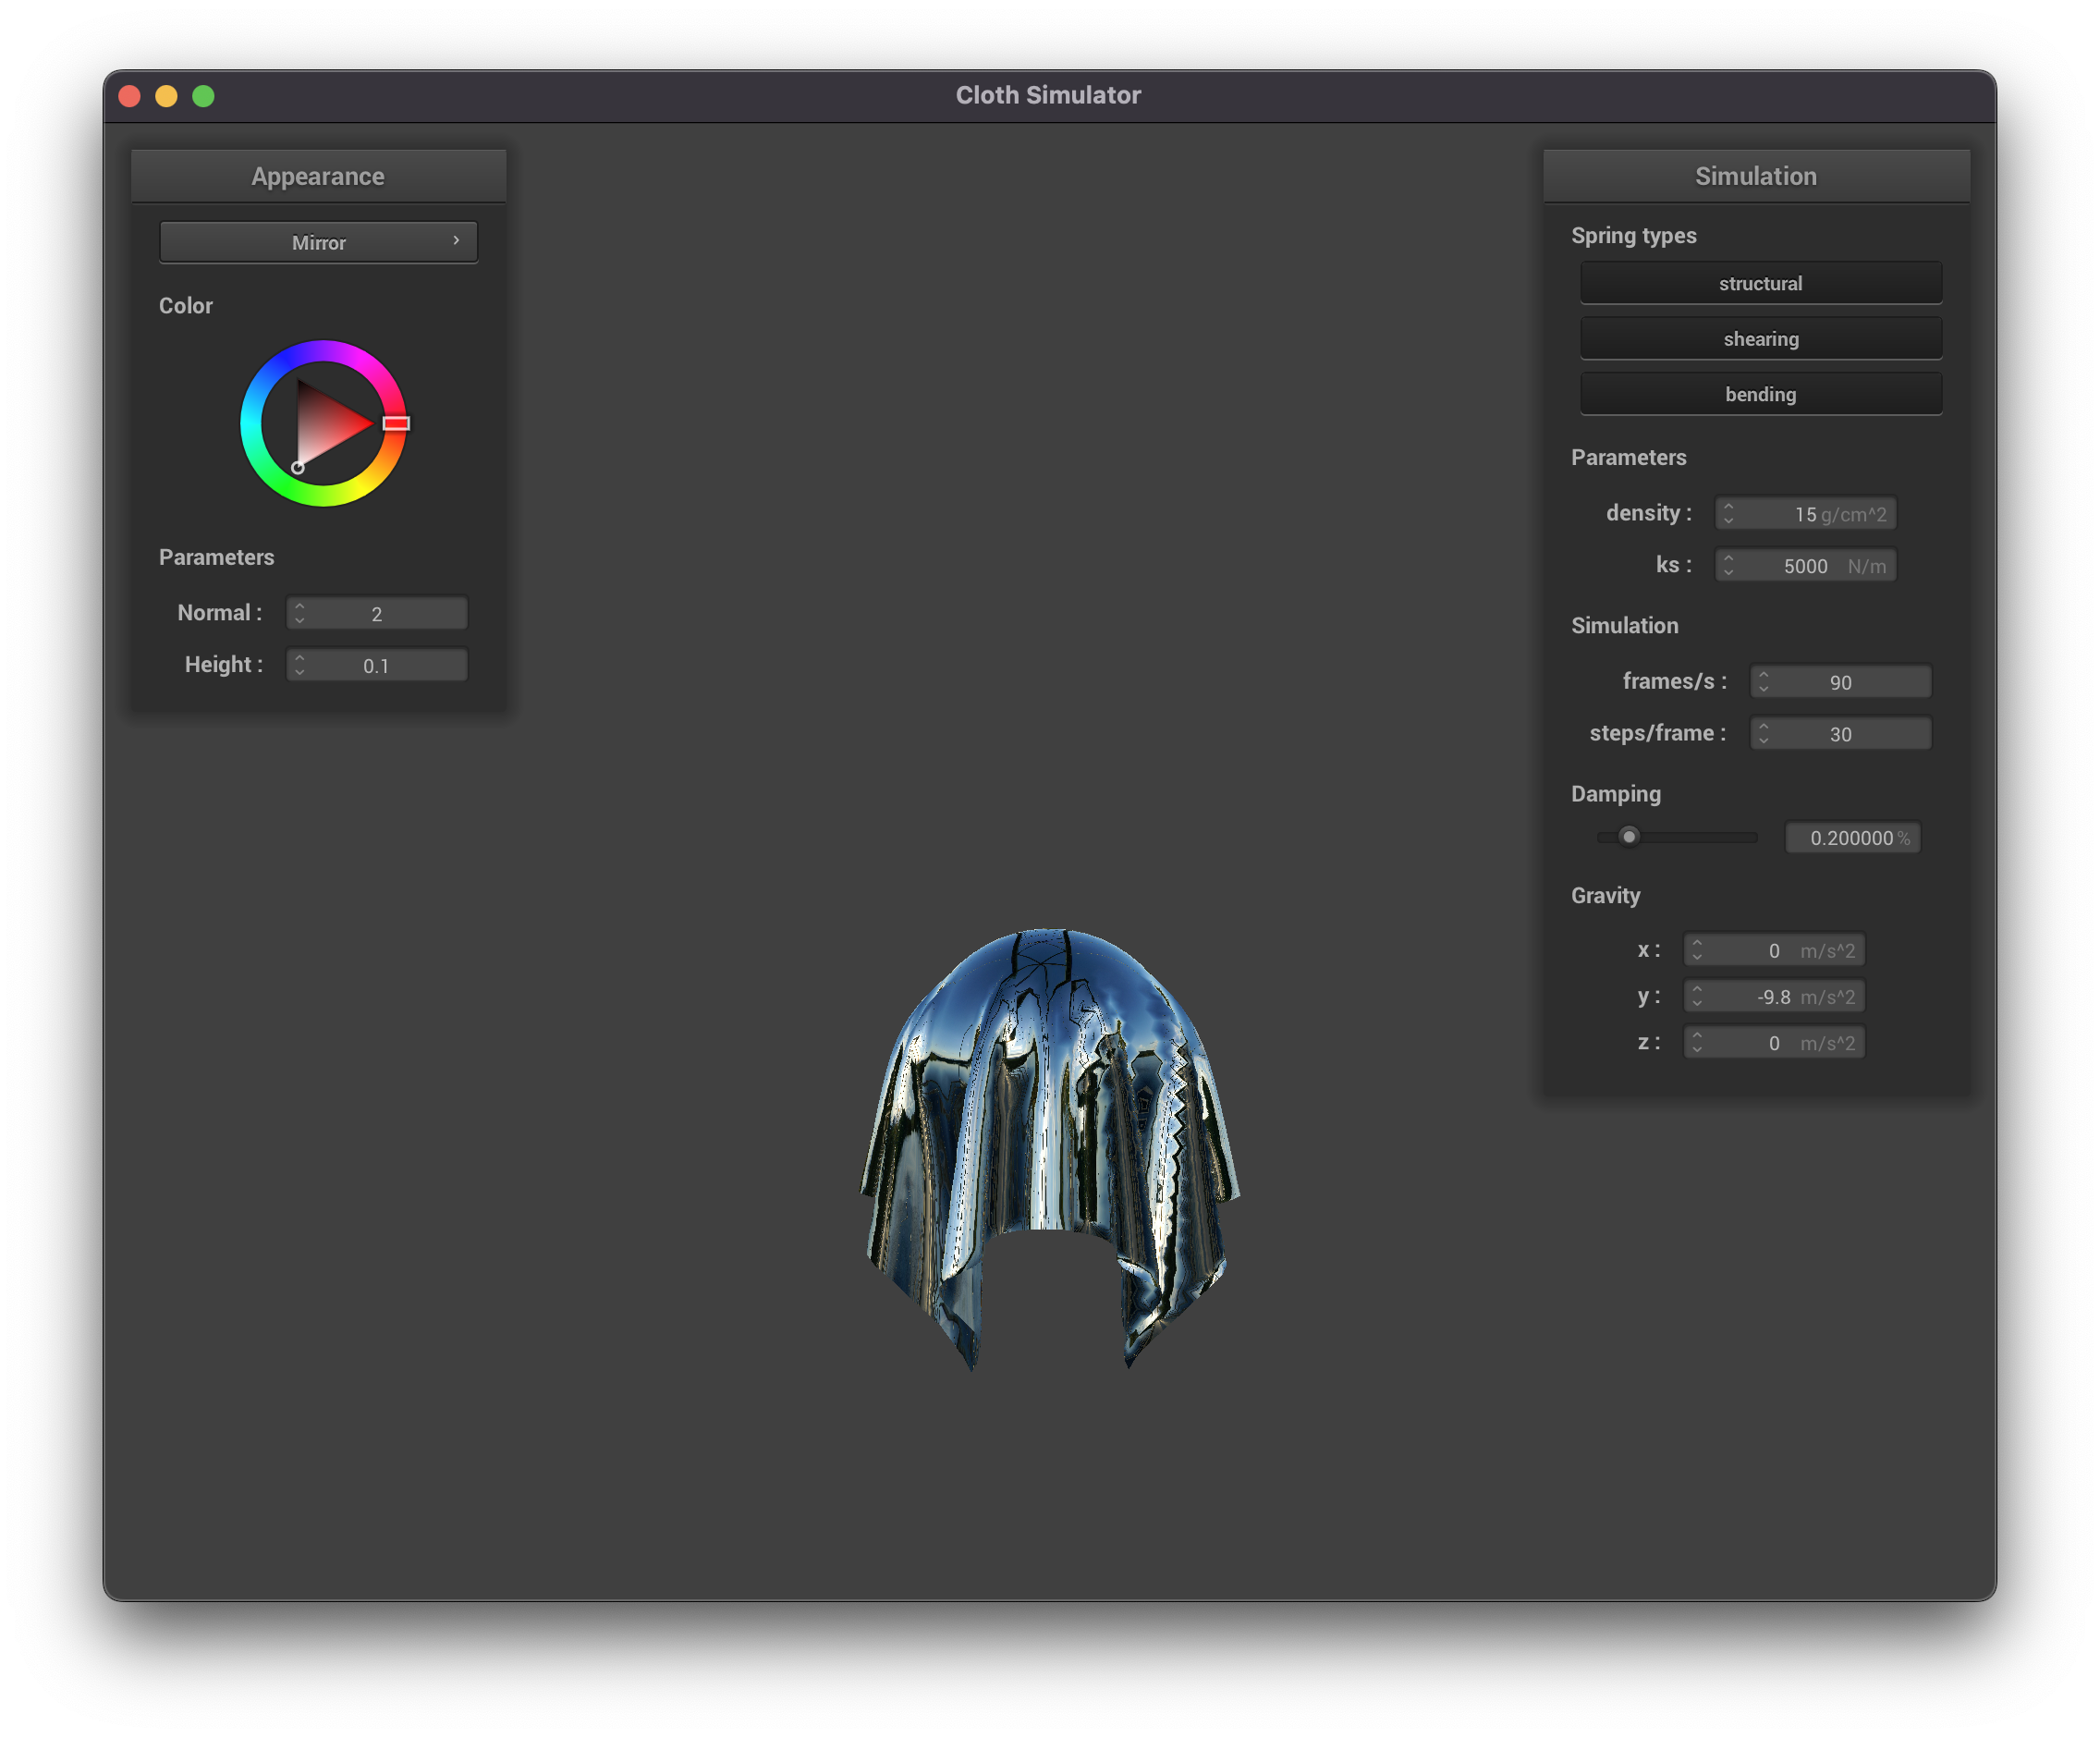 Cloth Simulator
Appearance
Mirror
Color
Parameters
Normal : 2
Height : 0.1
Simulation
Spring types
structural
shearing
bending
Parameters
density : 15 g/cm^2
ks : 5000 N/m
Simulation
frames/s : 90
steps/frame : 30
Damping
0.200000 %
Gravity
x : 0 m/s^2
y : -9.8 m/s^2
z : 0 m/s^2